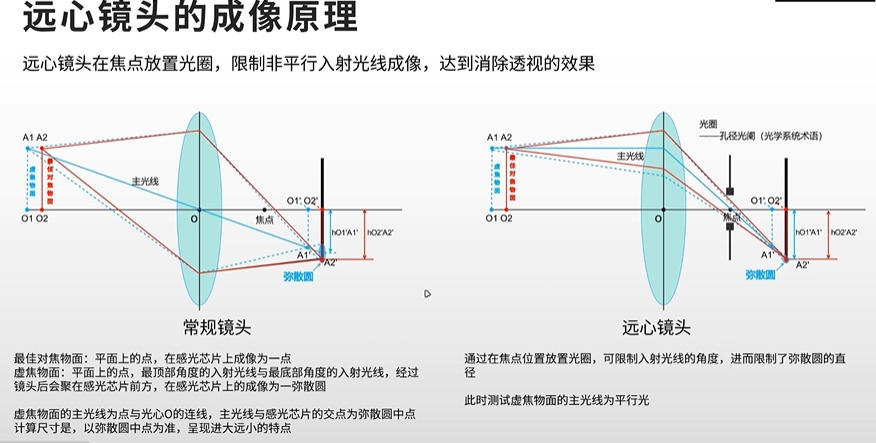 远心镜头的成像原理
远心镜头在焦点放置光圈，限制非平行入射光线成像，达到消除透视的效果
A1 A2
虚焦物面
最佳对焦物面
主光线
O1 O2
O
焦点
O1' O2'
hO1'A1'
hO2'A2'
A1'
A2'
弥散圆
常规镜头
最佳对焦物面：平面上的点，在感光芯片上成像为一点
虚焦物面：平面上的点，最顶部角度的入射光线与最底部角度的入射光线，经过
镜头后会聚在感光芯片前方，在感光芯片上的成像为一弥散圆
虚焦物面的主光线为点与光心O的连线，主光线与感光芯片的交点为弥散圆中点
计算尺寸是，以弥散圆中点为准，呈现进大远小的特点
A1 A2
虚焦物面
最佳对焦物面
主光线
O1 O2
O
光圈
孔径光阑（光学系统术语）
焦点
O1' O2'
hO1'A1'
hO2'A2'
A1'
A2'
弥散圆
远心镜头
通过在焦点位置放置光圈，可限制入射光线的角度，进而限制了弥散圆的直
径
此时测试虚焦物面的主光线为平行光